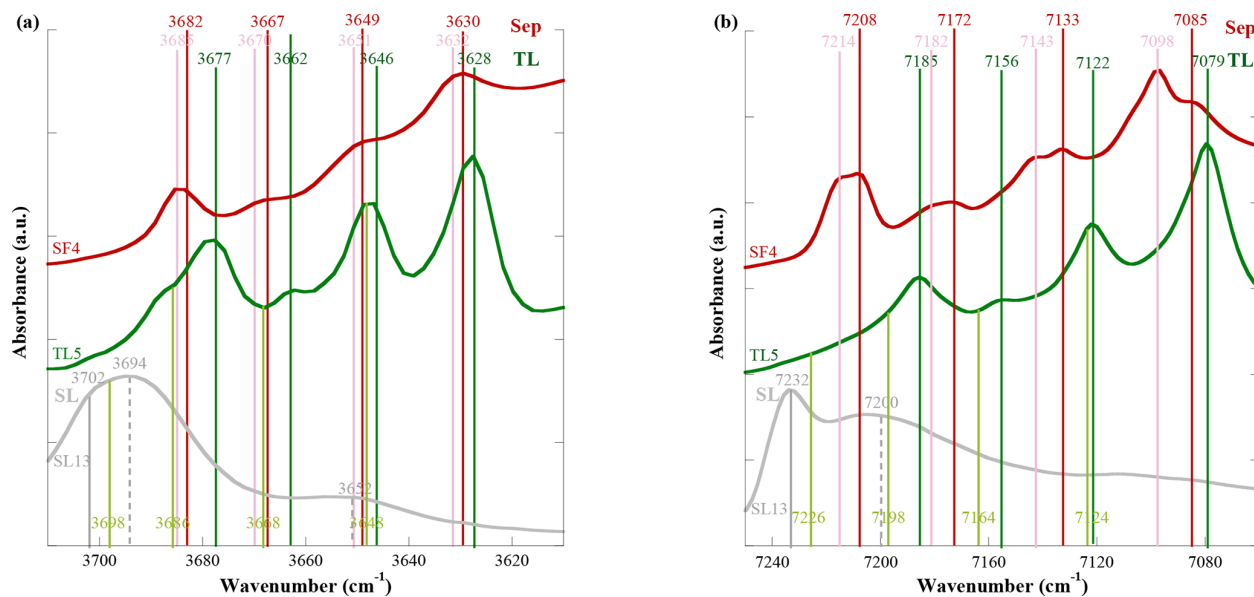 (a)
3682 3667 3649 3630
Sep
3685 3670 3651 3632
TL
3677 3662 3646 3628
SF4
TL5
3702 3694
SL
SL13
3652
3698 3686 3668 3648
3700 3680 3660 3640 3620
Wavenumber (cm-1)
Absorbance (a.u.)
(b)
7208 7172 7133 7085
Sep
7214 7182 7143 7098
TL
7185 7156 7122 7079
SF4
TL5
7232
SL
7200
SL13
7226 7198 7164 7124
7240 7200 7160 7120 7080
Wavenumber (cm-1)
Absorbance (a.u.)